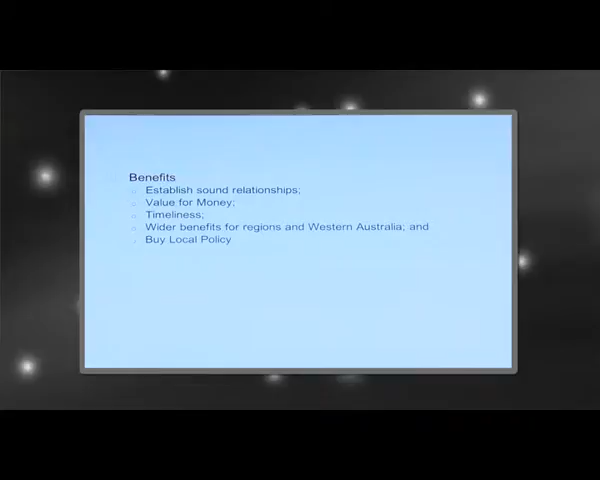 Benefits
Establish sound relationships;
Value for Money;
Timeliness;
Wider benefits for regions and Western Australia; and
Buy Local Policy